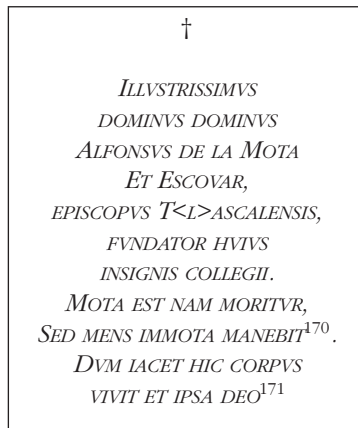 †
ILLVSTRISSIMVS
DOMINVS DOMINVS
ALFONSVS DE LA MOTA
ET ESCOVAR,
EPISCOPVS T<L>ASCALENSIS,
FVNDATOR HVIVS
INSIGNIS COLLEGII.
MOTA EST NAM MORITVR,
SED MENS IMMOTA MANEBIT170.
DVM IACET HIC CORPVS
VIVIT ET IPSA DEO171